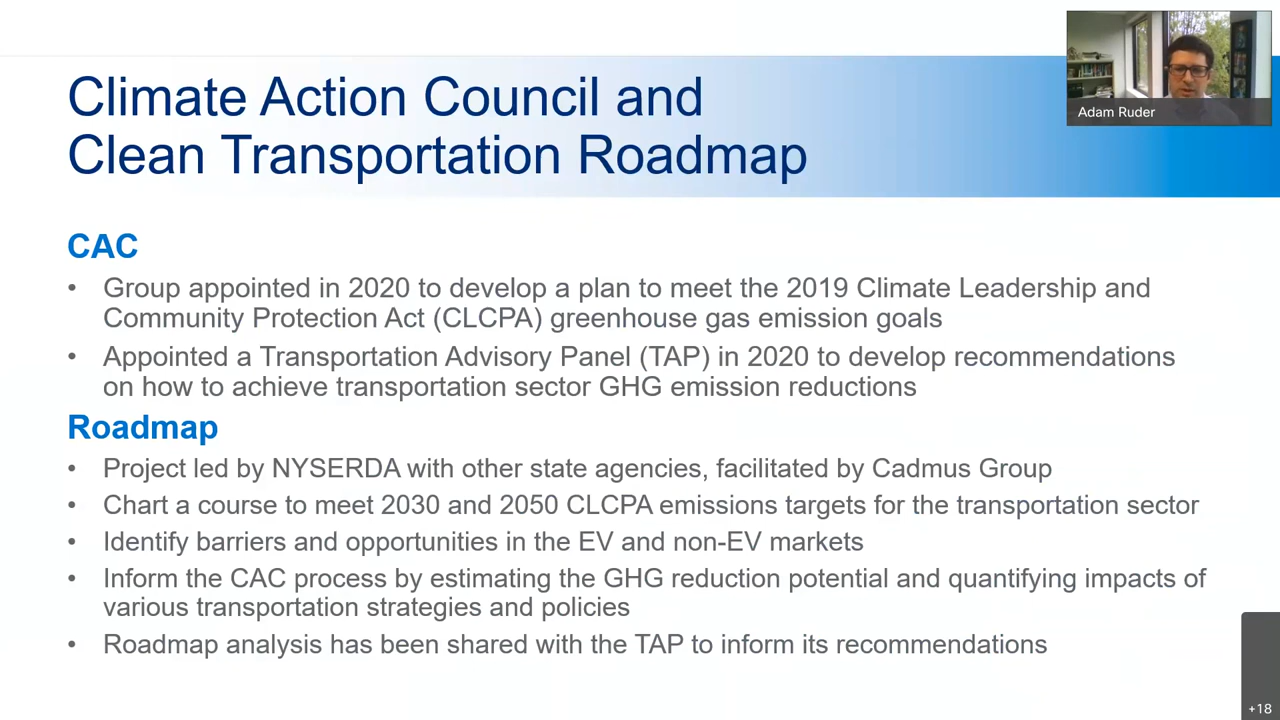 Climate Action Council and
Clean Transportation Roadmap
Adam Ruder
CAC
• Group appointed in 2020 to develop a plan to meet the 2019 Climate Leadership and
Community Protection Act (CLCPA) greenhouse gas emission goals
• Appointed a Transportation Advisory Panel (TAP) in 2020 to develop recommendations
on how to achieve transportation sector GHG emission reductions
Roadmap
• Project led by NYSERDA with other state agencies, facilitated by Cadmus Group
• Chart a course to meet 2030 and 2050 CLCPA emissions targets for the transportation sector
• Identify barriers and opportunities in the EV and non-EV markets
• Inform the CAC process by estimating the GHG reduction potential and quantifying impacts of
various transportation strategies and policies
• Roadmap analysis has been shared with the TAP to inform its recommendations
+18